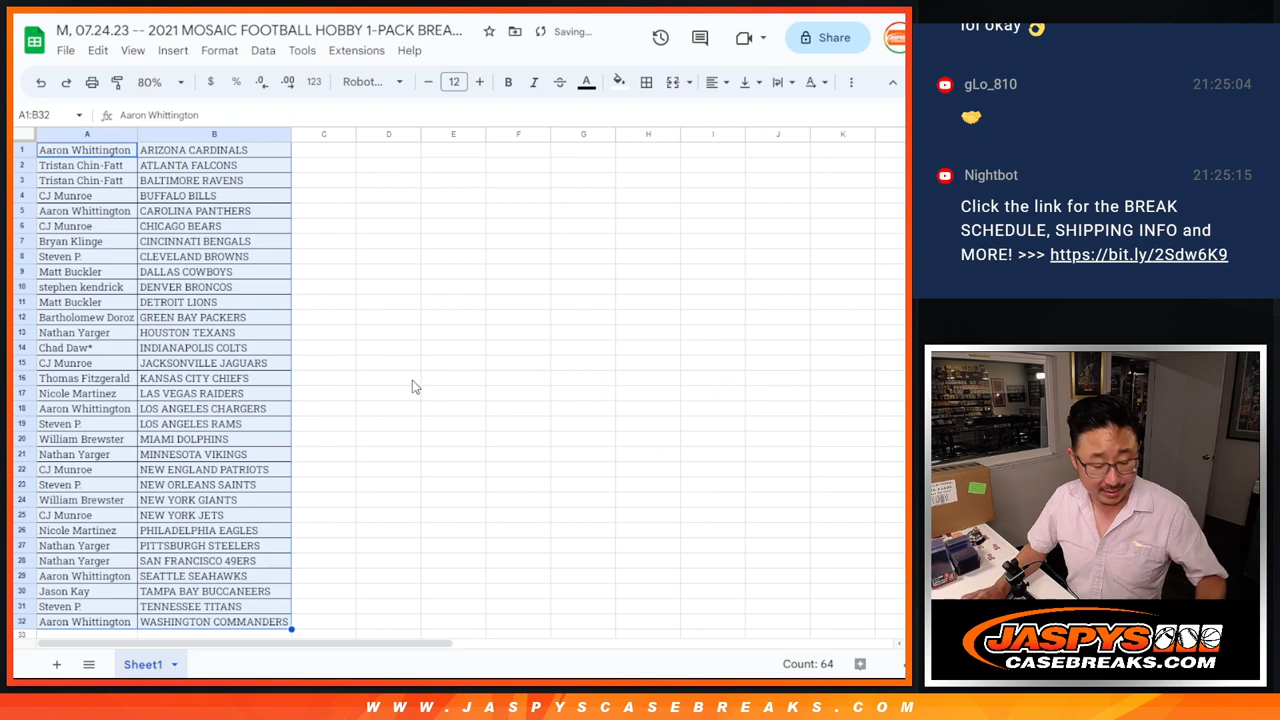 M, 07.24.23 -- 2021 MOSAIC FOOTBALL HOBBY 1-PACK BREA...
Saving...
File Edit View Insert Format Data Tools Extensions Help
Share
80% $ % .0 .00 123 Robot... 12 B I A
A1:B32 fx Aaron Whittington
A B C D E F G H I J K
1 Aaron Whittington ARIZONA CARDINALS
2 Tristan Chin-Fatt ATLANTA FALCONS
3 Tristan Chin-Fatt BALTIMORE RAVENS
4 CJ Munroe BUFFALO BILLS
5 Aaron Whittington CAROLINA PANTHERS
6 CJ Munroe CHICAGO BEARS
7 Bryan Klinge CINCINNATI BENGALS
8 Steven P. CLEVELAND BROWNS
9 Matt Buckler DALLAS COWBOYS
10 stephen kendrick DENVER BRONCOS
11 Matt Buckler DETROIT LIONS
12 Bartholomew Doroz GREEN BAY PACKERS
13 Nathan Yarger HOUSTON TEXANS
14 Chad Daw* INDIANAPOLIS COLTS
15 CJ Munroe JACKSONVILLE JAGUARS
16 Thomas Fitzgerald KANSAS CITY CHIEFS
17 Nicole Martinez LAS VEGAS RAIDERS
18 Aaron Whittington LOS ANGELES CHARGERS
19 Steven P. LOS ANGELES RAMS
20 William Brewster MIAMI DOLPHINS
21 Nathan Yarger MINNESOTA VIKINGS
22 CJ Munroe NEW ENGLAND PATRIOTS
23 Steven P. NEW ORLEANS SAINTS
24 William Brewster NEW YORK GIANTS
25 CJ Munroe NEW YORK JETS
26 Nicole Martinez PHILADELPHIA EAGLES
27 Nathan Yarger PITTSBURGH STEELERS
28 Nathan Yarger SAN FRANCISCO 49ERS
29 Aaron Whittington SEATTLE SEAHAWKS
30 Jason Kay TAMPA BAY BUCCANEERS
31 Steven P. TENNESSEE TITANS
32 Aaron Whittington WASHINGTON COMMANDERS
33
Sheet1
Count: 64
for okay 👌
gLo_810 21:25:04
🤝
Nightbot 21:25:15
Click the link for the BREAK
SCHEDULE, SHIPPING INFO and
MORE! >>> https://bit.ly/2Sdw6K9
JASPYS
CASEBREAKS.COM
WWW.JASPYSCASEBREAKS.COM